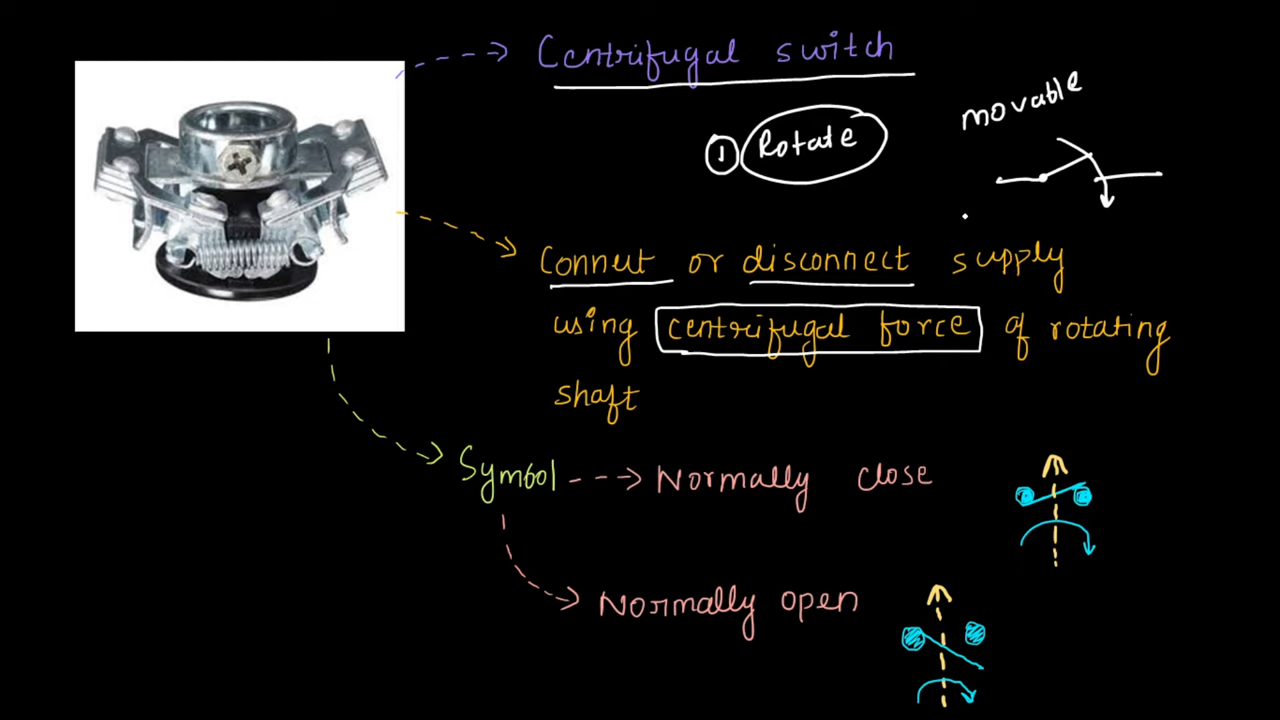 Centrifugal switch
① Rotate
movable
Connect or disconnect supply
using centrifugal force of rotating
shaft
Symbol
Normally close
Normally open